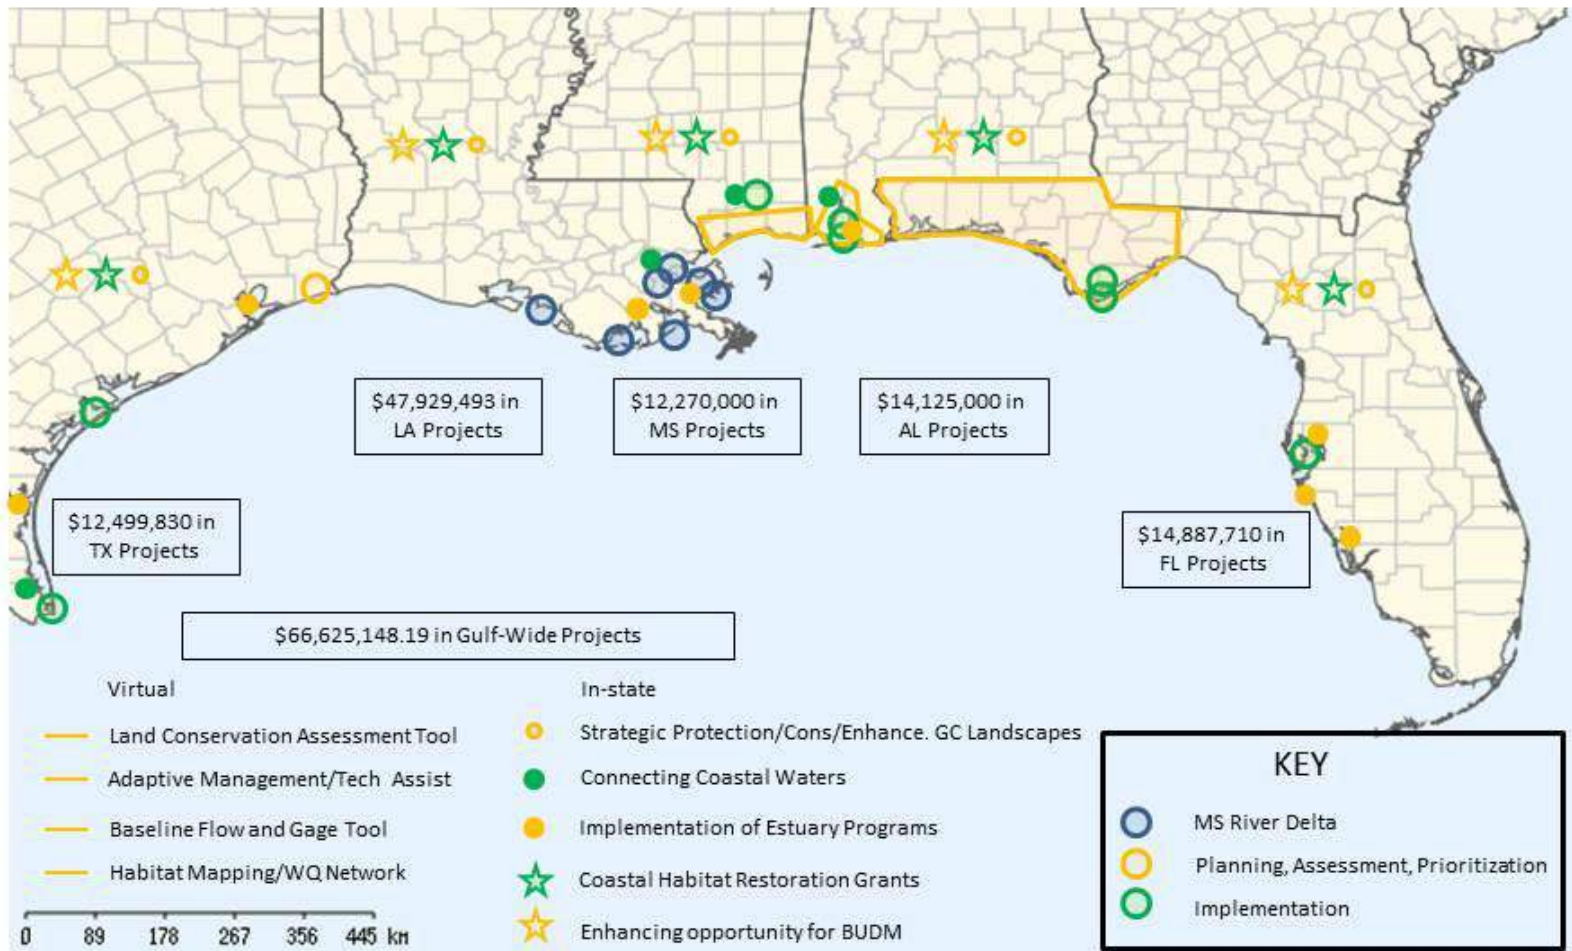 $47,929,493 in
LA Projects
$12,270,000 in
MS Projects
$14,125,000 in
AL Projects
$12,499,830 in
TX Projects
$14,887,710 in
FL Projects
$66,625,148.19 in Gulf-Wide Projects
Virtual
Land Conservation Assessment Tool
Adaptive Management/Tech Assist
Baseline Flow and Gage Tool
Habitat Mapping/WQ Network
0 89 178 267 356 445 km
In-state
Strategic Protection/Cons/Enhance. GC Landscapes
Connecting Coastal Waters
Implementation of Estuary Programs
Coastal Habitat Restoration Grants
Enhancing opportunity for BUDM
KEY
MS River Delta
Planning, Assessment, Prioritization
Implementation